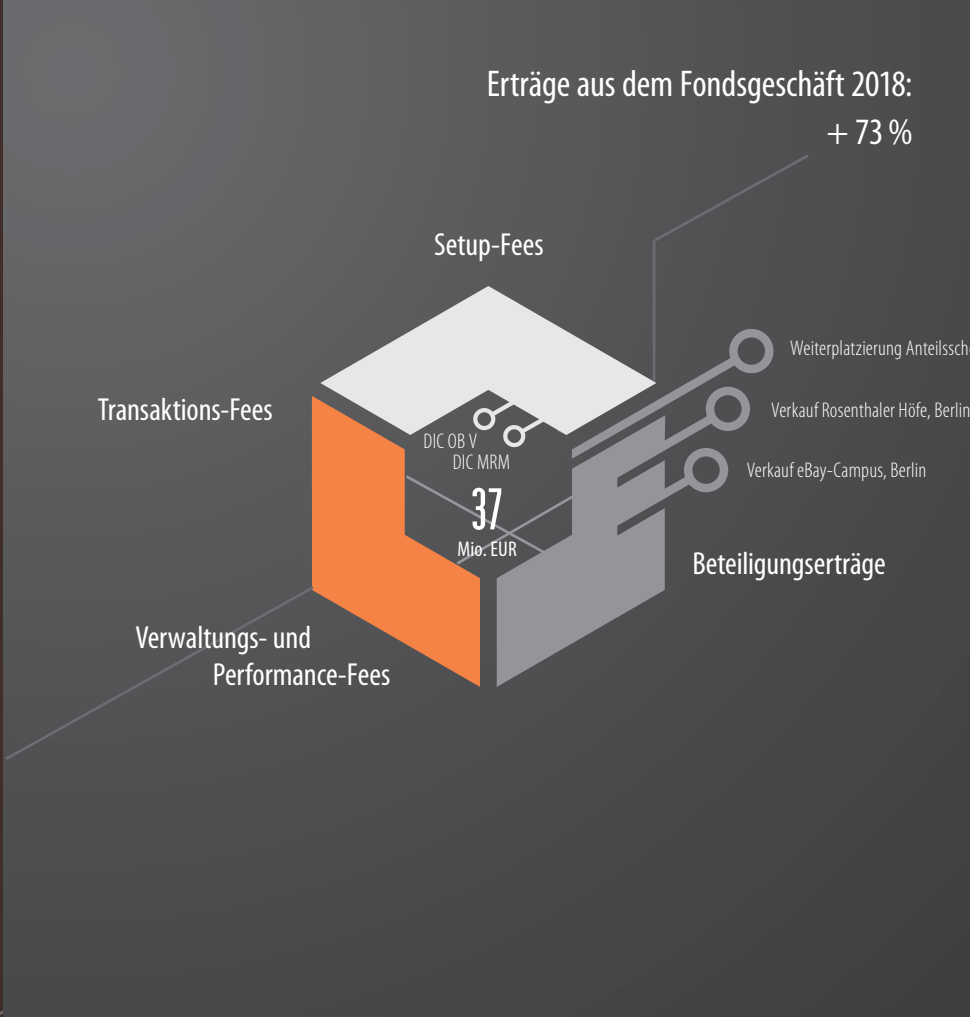 Erträge aus dem Fondsgeschäft 2018:
+ 73 %
Setup-Fees
Weiterplatzierung
Transaktions-Fees
Verkauf Rosenthaler Höfe, Berlin
DIC OB V
DIC MRM
Verkauf eBay-Campus, Berlin
37
Mio. EUR
Beteiligungserträge
Verwaltungs- und
Performance-Fees